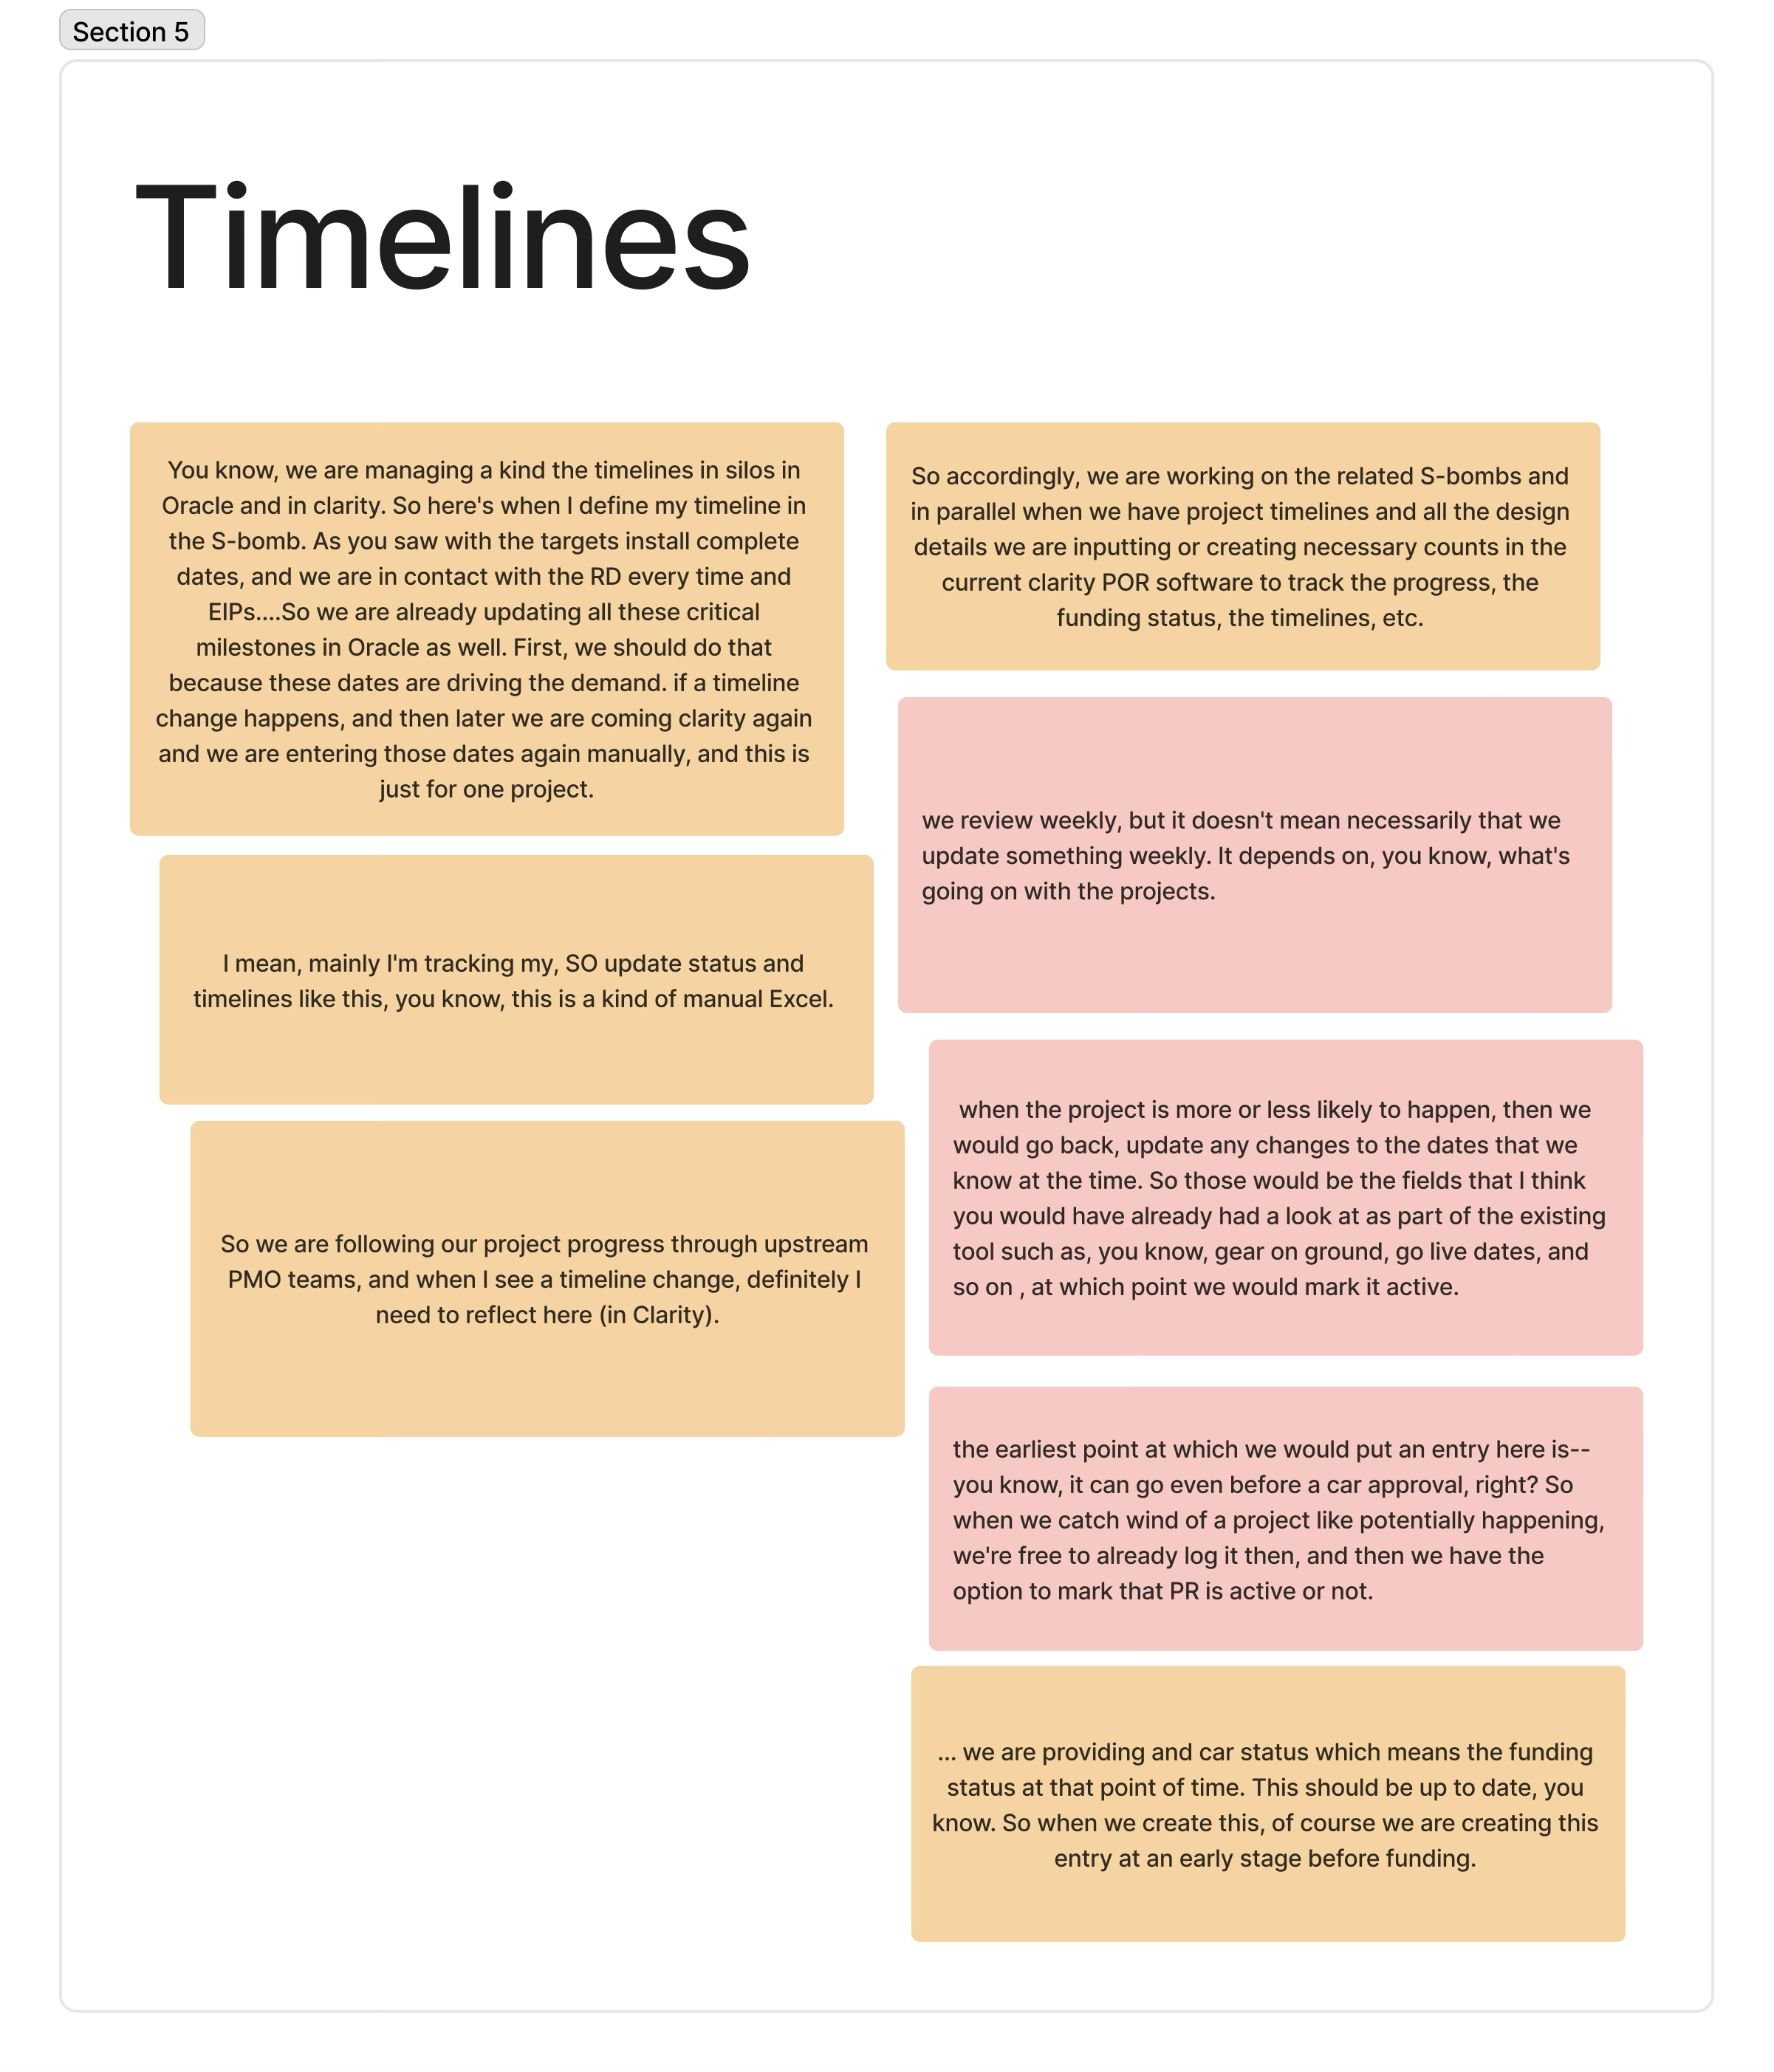 Section 5
Timelines
You know, we are managing a kind the timelines in silos in
Oracle and in clarity. So here's when I define my timeline in
the S-bomb. As you saw with the targets install complete
dates, and we are in contact with the RD every time and
EIPs....So we are already updating all these critical
milestones in Oracle as well. First, we should do that
because these dates are driving the demand. if a timeline
change happens, and then later we are coming clarity again
and we are entering those dates again manually, and this is
just for one project.
I mean, mainly I'm tracking my, SO update status and
timelines like this, you know, this is a kind of manual Excel.
So we are following our project progress through upstream
PMO teams, and when I see a timeline change, definitely I
need to reflect here (in Clarity).
So accordingly, we are working on the related S-bombs and
in parallel when we have project timelines and all the design
details we are inputting or creating necessary counts in the
current clarity POR software to track the progress, the
funding status, the timelines, etc.
we review weekly, but it doesn't mean necessarily that we
update something weekly. It depends on, you know, what's
going on with the projects.
when the project is more or less likely to happen, then we
would go back, update any changes to the dates that we
know at the time. So those would be the fields that I think
you would have already had a look at as part of the existing
tool such as, you know, gear on ground, go live dates, and
so on , at which point we would mark it active.
the earliest point at which we would put an entry here is--
you know, it can go even before a car approval, right? So
when we catch wind of a project like potentially happening,
we're free to already log it then, and then we have the
option to mark that PR is active or not.
... we are providing and car status which means the funding
status at that point of time. This should be up to date, you
know. So when we create this, of course we are creating this
entry at an early stage before funding.